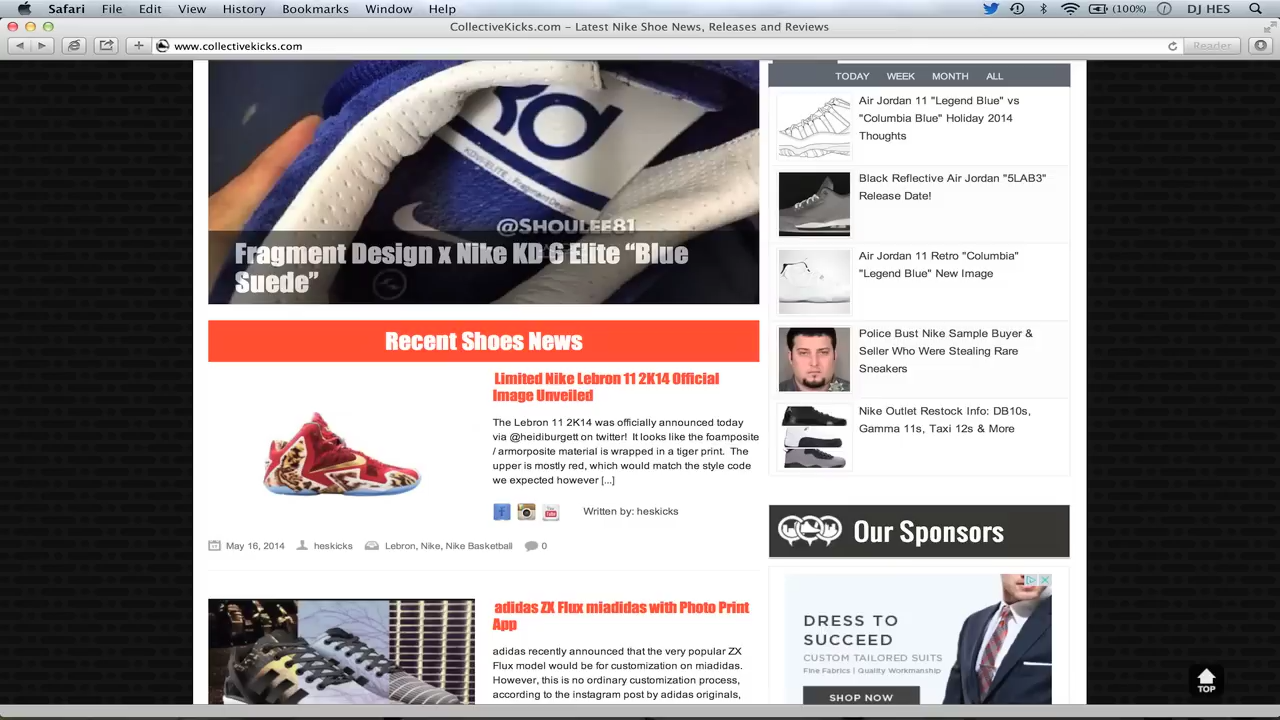 Safari File Edit View History Bookmarks Window Help (100%) DJ HES
CollectiveKicks.com – Latest Nike Shoe News, Releases and Reviews
www.collectivekicks.com Reader
TODAY WEEK MONTH ALL
Air Jordan 11 "Legend Blue" vs
"Columbia Blue" Holiday 2014
Thoughts
Black Reflective Air Jordan "5LAB3"
Release Date!
Air Jordan 11 Retro "Columbia"
"Legend Blue" New Image
Police Bust Nike Sample Buyer &
Seller Who Were Stealing Rare
Sneakers
Nike Outlet Restock Info: DB10s,
Gamma 11s, Taxi 12s & More
@SHOULEE81
Fragment Design x Nike KD 6 Elite “Blue
Suede”
Recent Shoes News
Limited Nike Lebron 11 2K14 Official
Image Unveiled
The Lebron 11 2K14 was officially announced today
via @heidiburgett on twitter! It looks like the foamposite
/ armorposite material is wrapped in a tiger print. The
upper is mostly red, which would match the style code
we expected however [...]
Written by: heskicks
May 16, 2014 heskicks Lebron, Nike, Nike Basketball 0
Our Sponsors
DRESS TO
SUCCEED
CUSTOM TAILORED SUITS
Fine Fabrics | Quality Workmanship
SHOP NOW
adidas ZX Flux miadidas with Photo Print
App
adidas recently announced that the very popular ZX
Flux model would be for customization on miadidas.
However, this is no ordinary customization process,
according to the instagram post by adidas originals,
TOP